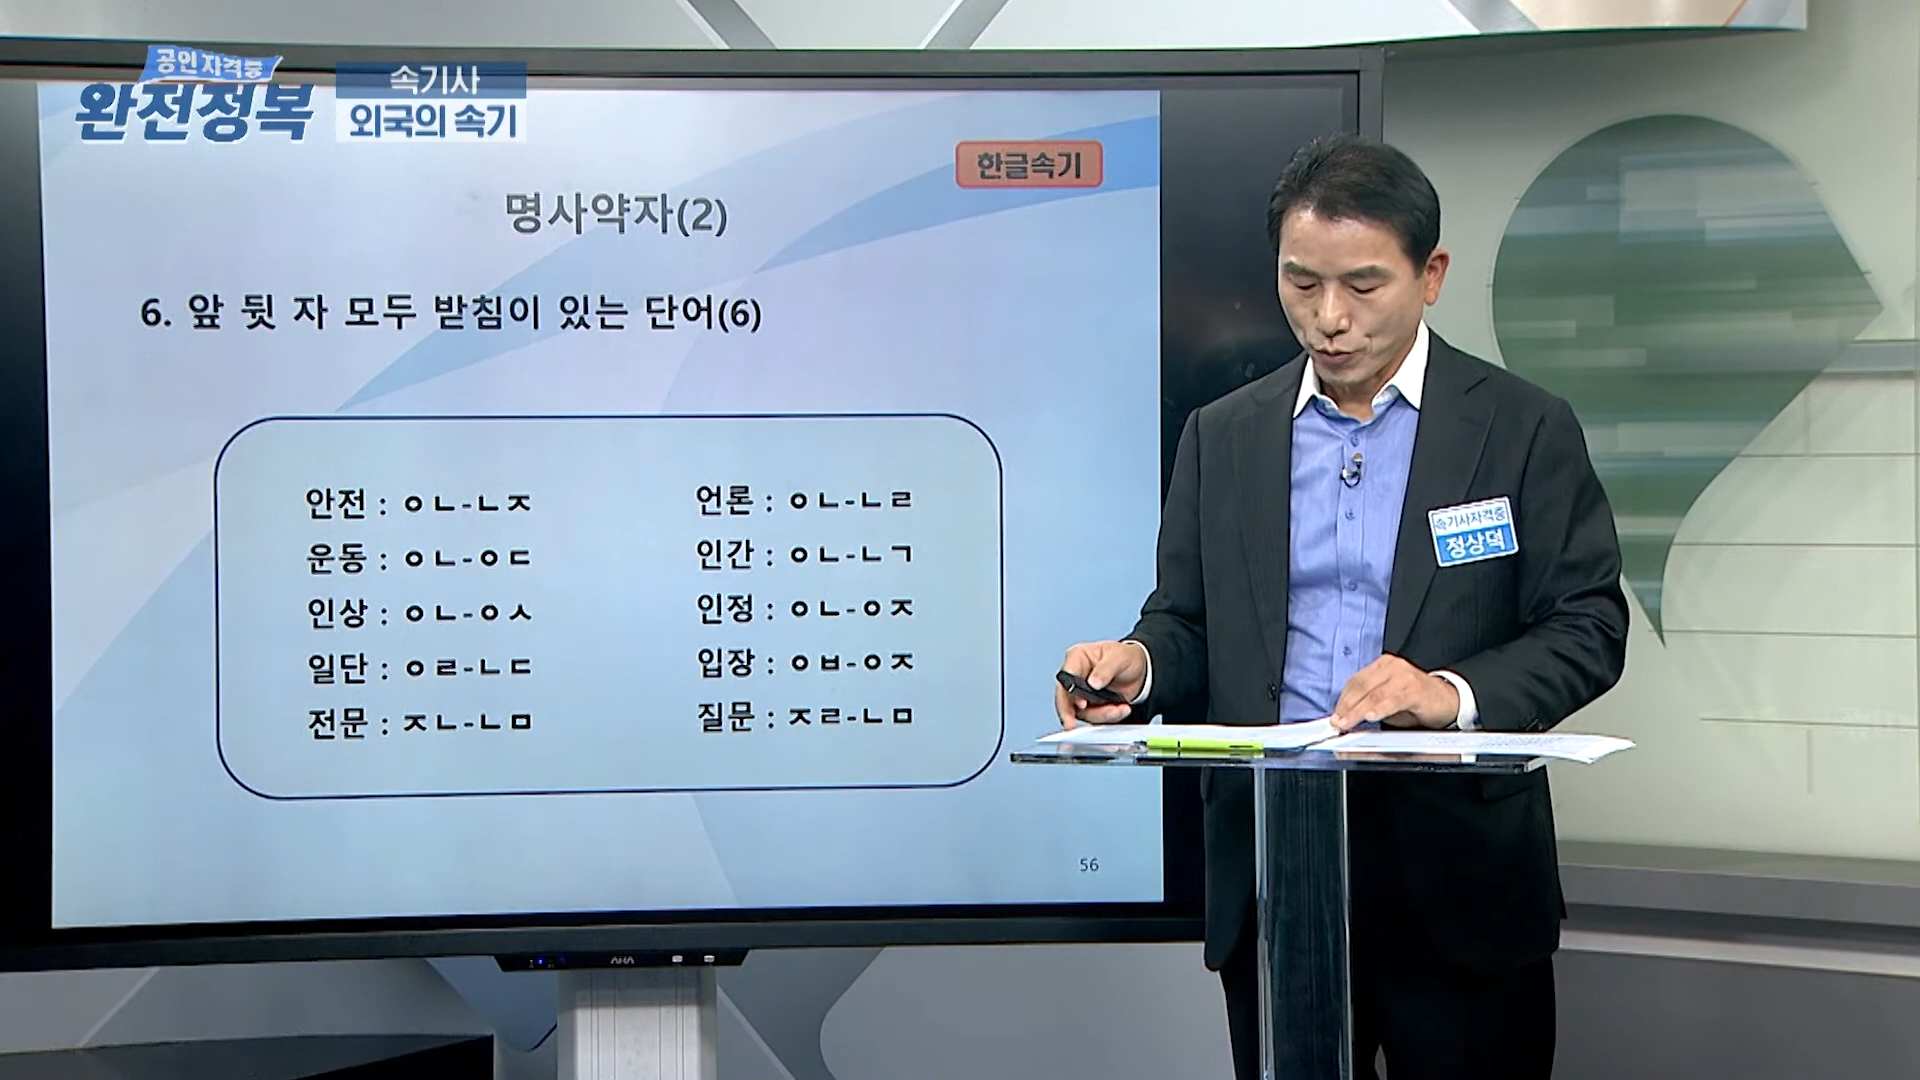 공인자격증
완전정복
속기사
외국의 속기
한글속기
명사약자(2)
6. 앞 뒷 자 모두 받침이 있는 단어(6)
안전 : ㅇㄴ-ㄴㅈ
언론 : ㅇㄴ-ㄴㄹ
운동 : ㅇㄴ-ㅇㄷ
인간 : ㅇㄴ-ㄴㄱ
인상 : ㅇㄴ-ㅇㅅ
인정 : ㅇㄴ-ㅇㅈ
일단 : ㅇㄹ-ㄴㄷ
입장 : ㅇㅂ-ㅇㅈ
전문 : ㅈㄴ-ㄴㅁ
질문 : ㅈㄹ-ㄴㅁ
56
속기사자격증
정상덕
AHA